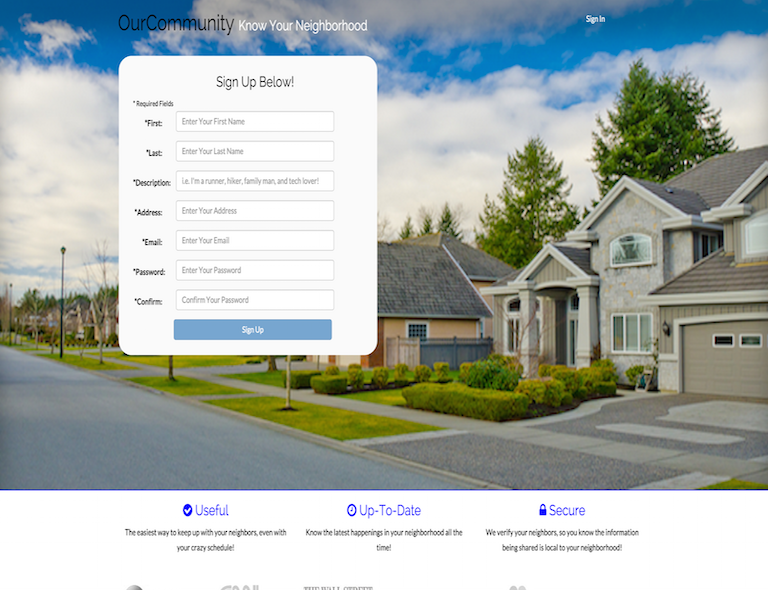 OurCommunity Know Your Neighborhood
Sign In
Sign Up Below!
* Required Fields
*First: Enter Your First Name
*Last: Enter Your Last Name
*Description: i.e. I'm a runner, hiker, family man, and tech lover!
*Address: Enter Your Address
*Email: Enter Your Email
*Password: Enter Your Password
*Confirm: Confirm Your Password
Sign Up
Useful
The easiest way to keep up with your neighbors, even with
your crazy schedule!
Up-To-Date
Know the latest happenings in your neighborhood all the
time!
Secure
We verify your neighbors, so you know the information
being shared is local to your neighborhood!
THE WALL STREET